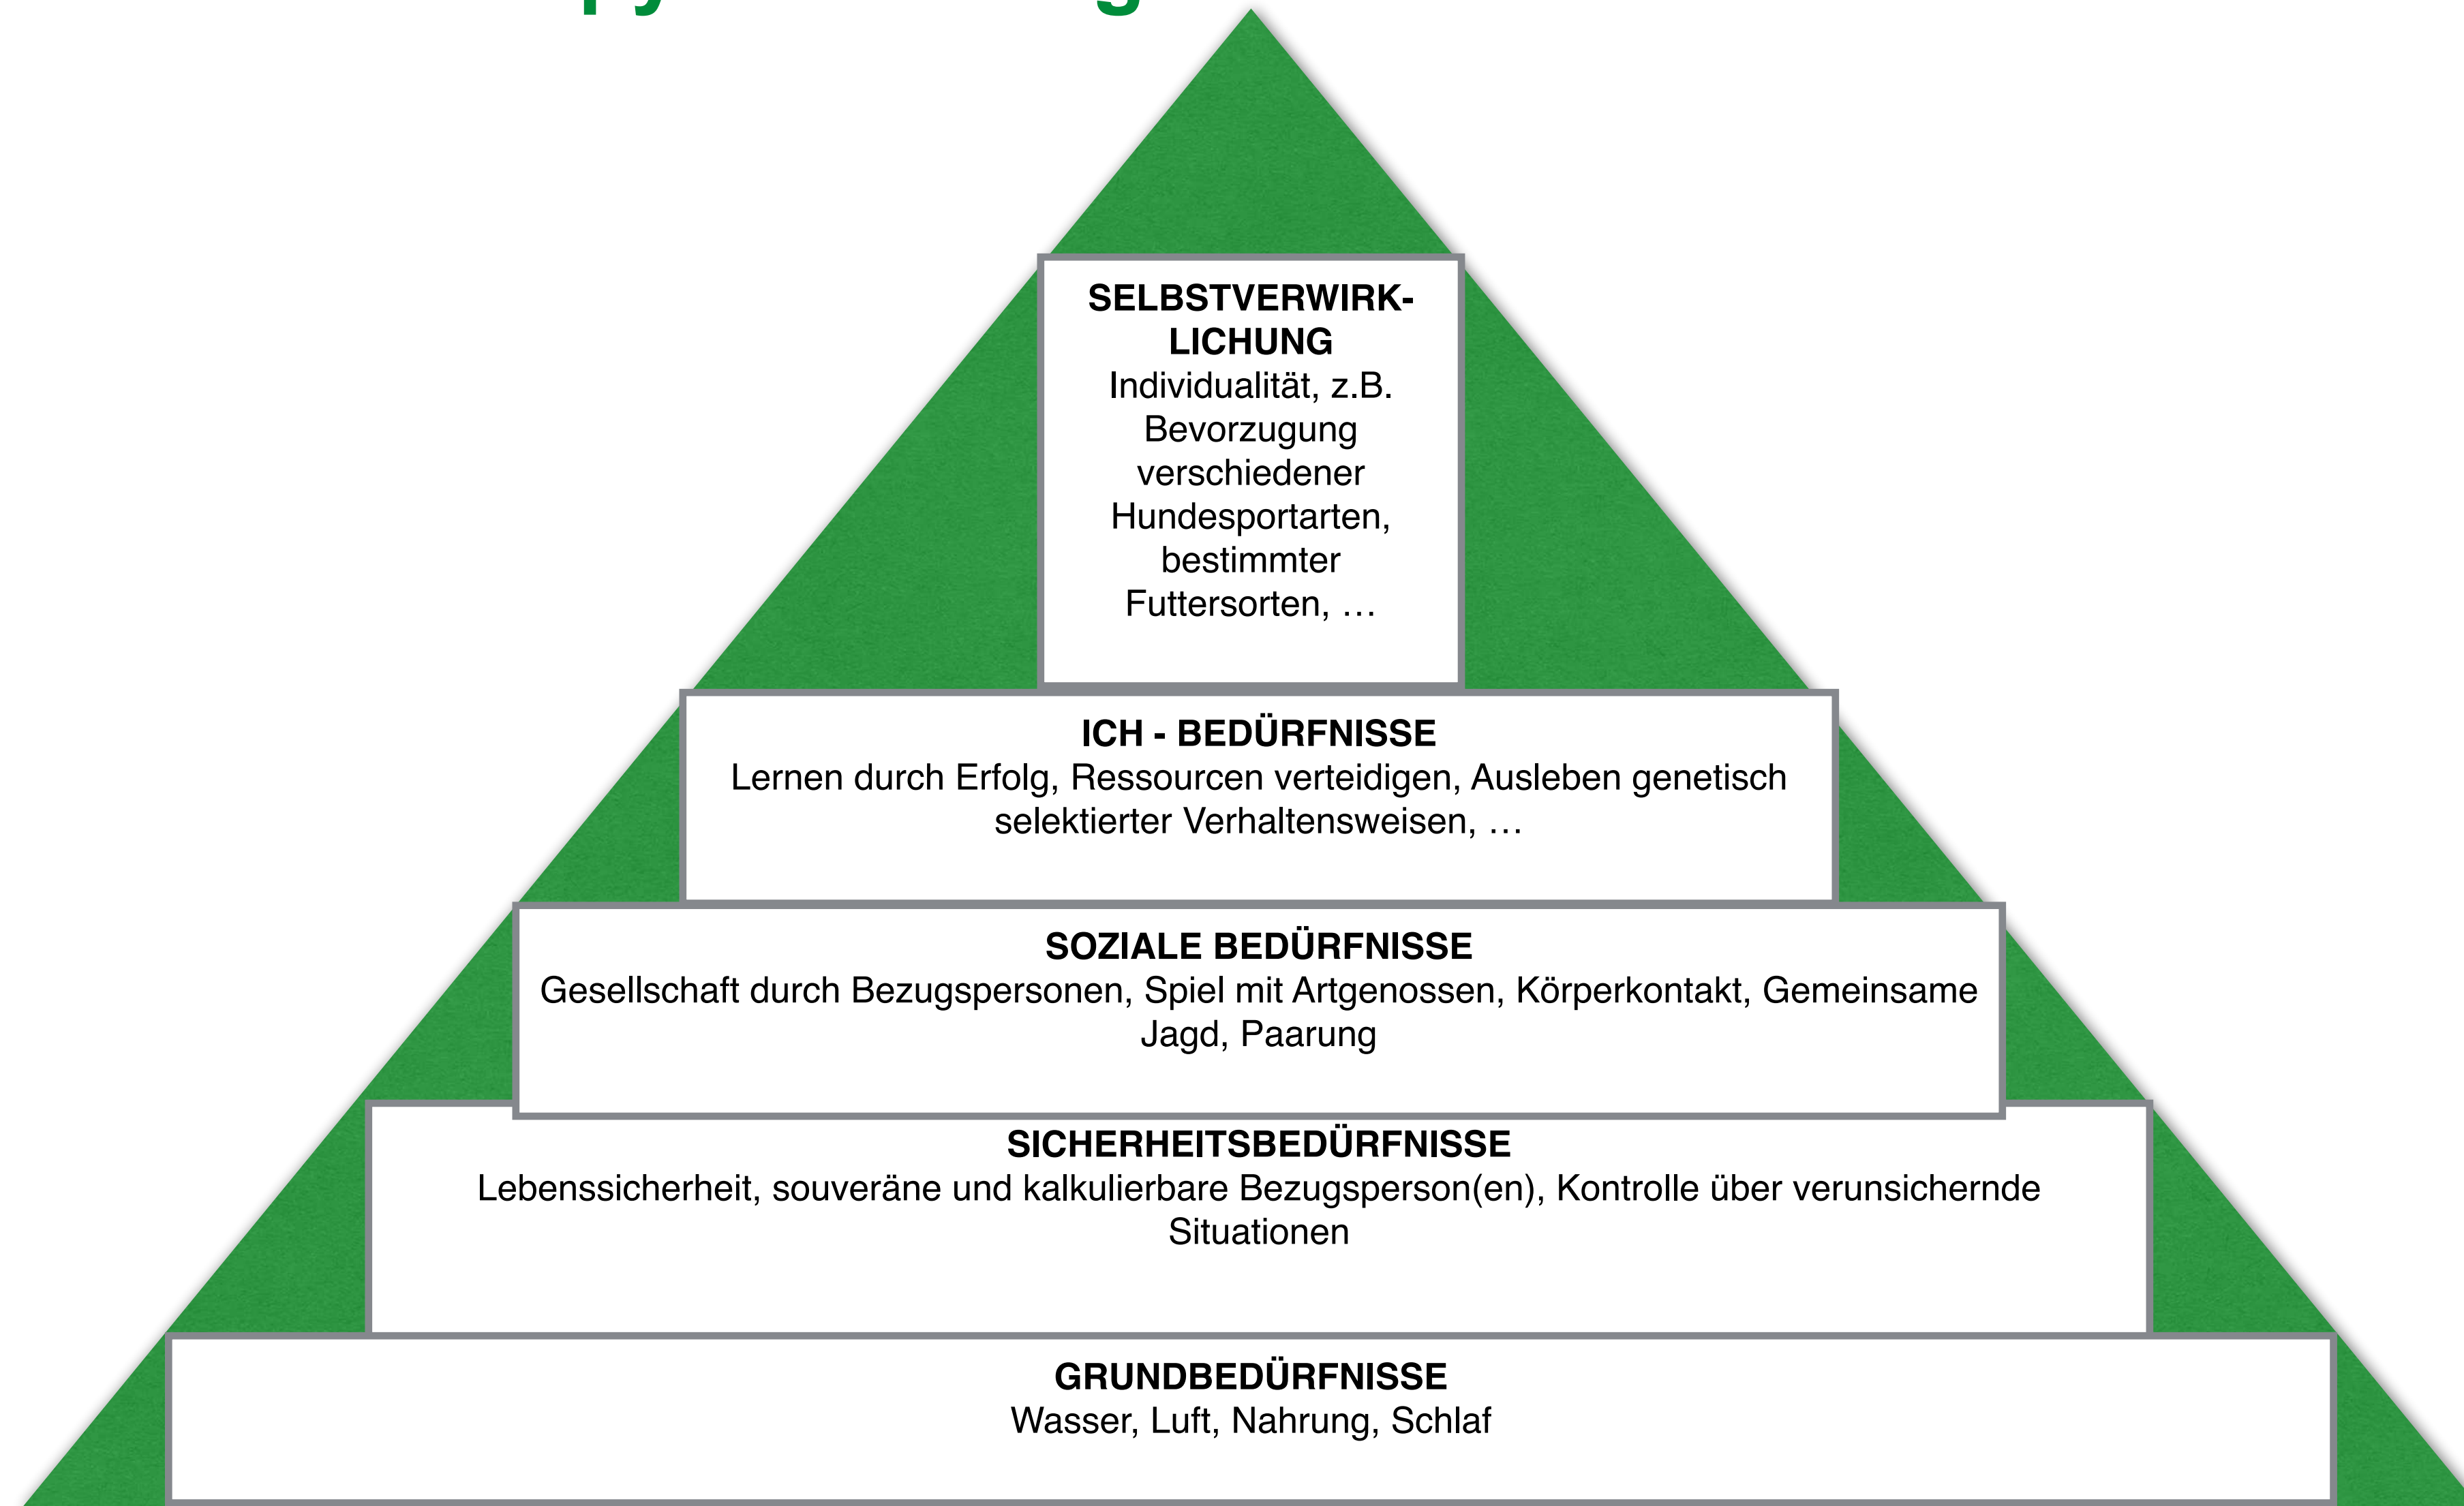 SELBSTVERWIRK-
LICHUNG
Individualität, z.B.
Bevorzugung
verschiedener
Hundesportarten,
bestimmter
Futtersorten, …
ICH - BEDÜRFNISSE
Lernen durch Erfolg, Ressourcen verteidigen, Ausleben genetisch
selektierter Verhaltensweisen, …
SOZIALE BEDÜRFNISSE
Gesellschaft durch Bezugspersonen, Spiel mit Artgenossen, Körperkontakt, Gemeinsame
Jagd, Paarung
SICHERHEITSBEDÜRFNISSE
Lebenssicherheit, souveräne und kalkulierbare Bezugsperson(en), Kontrolle über verunsichernde
Situationen
GRUNDBEDÜRFNISSE
Wasser, Luft, Nahrung, Schlaf